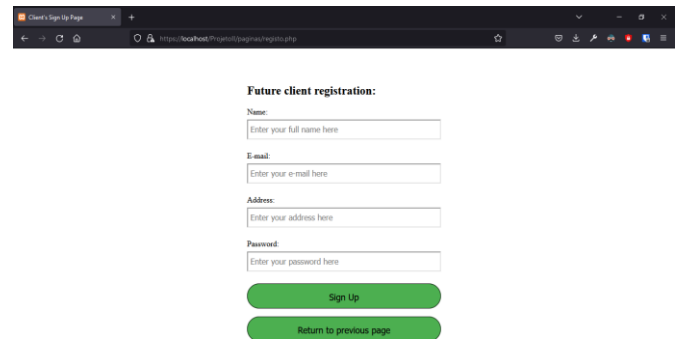 Client's Sign Up Page
https://localhost/ProjetoII/paginas/registo.php
Future client registration:
Name:
Enter your full name here
E-mail:
Enter your e-mail here
Address:
Enter your address here
Password:
Enter your password here
Sign Up
Return to previous page